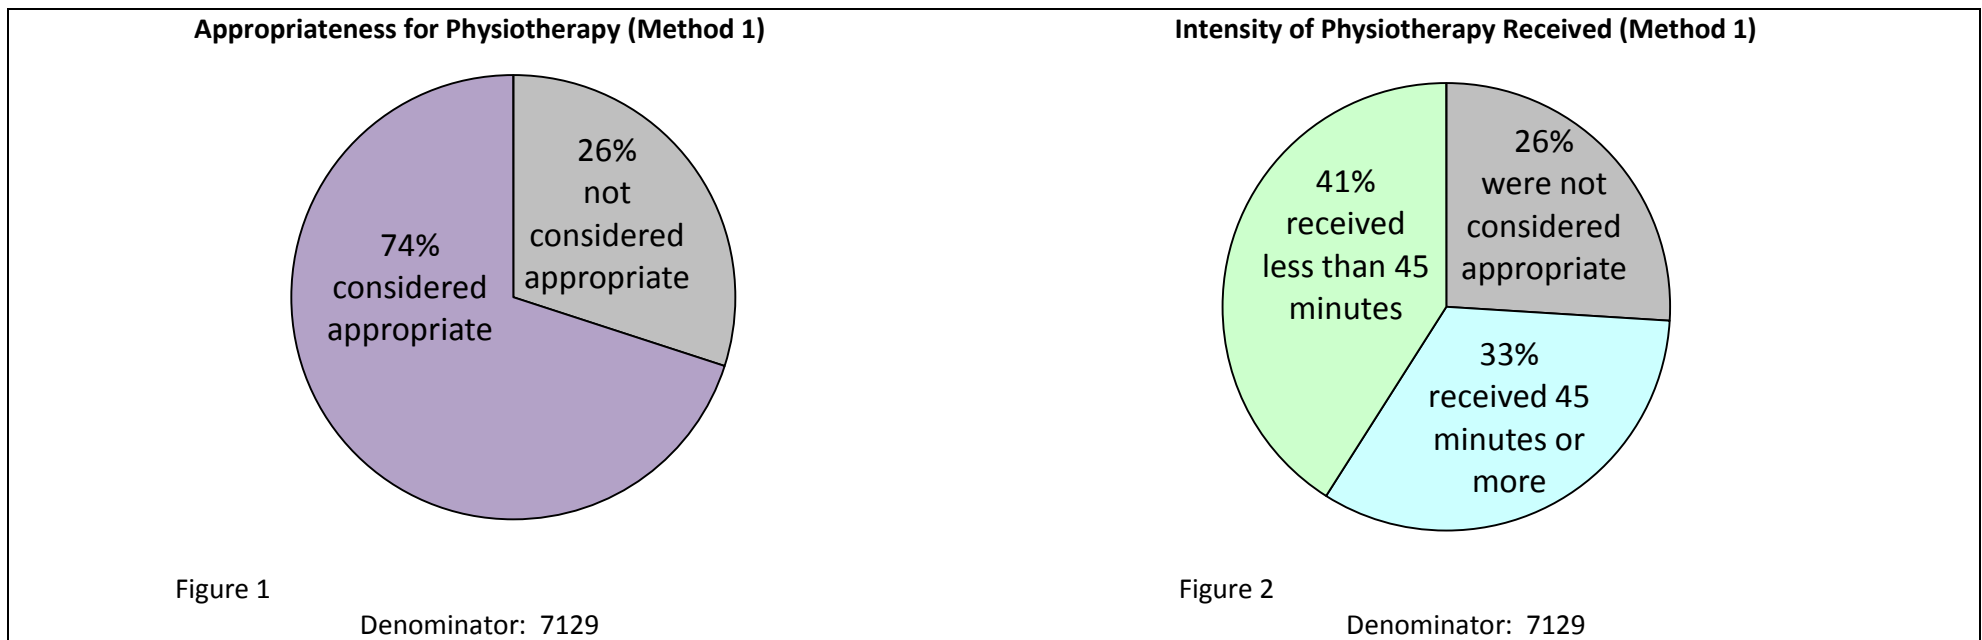 Appropriateness for Physiotherapy (Method 1)
26%
not
considered
appropriate
74%
considered
appropriate
Figure 1
Denominator: 7129
Intensity of Physiotherapy Received (Method 1)
26%
were not
considered
appropriate
41%
received
less than 45
minutes
33%
received 45
minutes or
more
Figure 2
Denominator: 7129